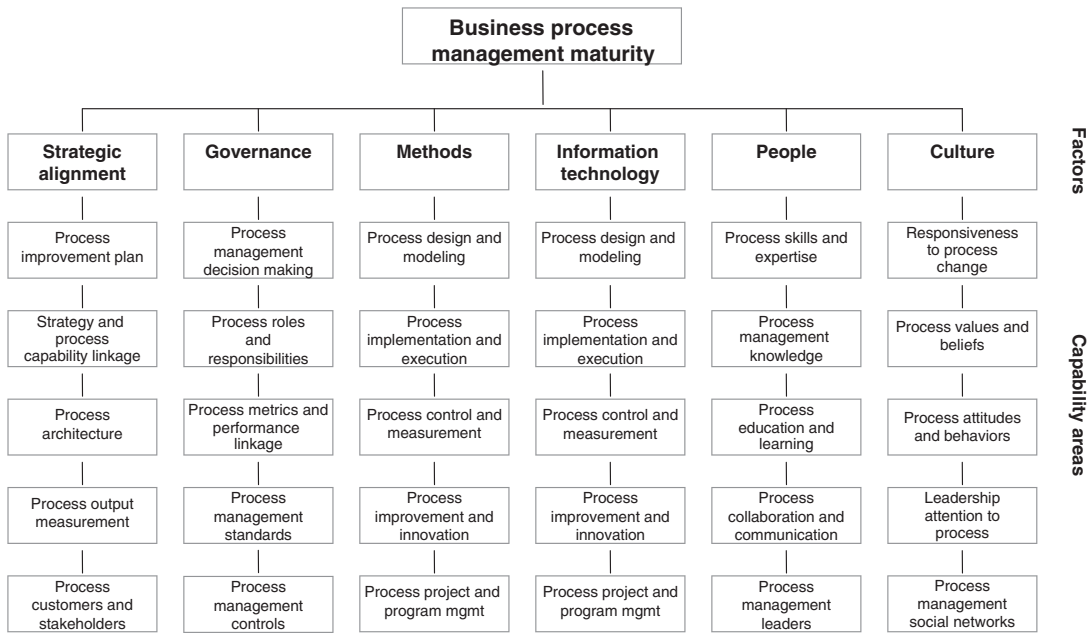 Business process
management maturity
Strategic
alignment
Governance
Methods
Information
technology
People
Culture
Factors
Process
improvement plan
Process
management
decision making
Process design and
modeling
Process design and
modeling
Process skills and
expertise
Responsiveness
to process
change
Strategy and
process
capability linkage
Process roles
and
responsibilities
Process
implementation and
execution
Process
implementation and
execution
Process
management
knowledge
Process values and
beliefs
Capability areas
Process
architecture
Process metrics and
performance
linkage
Process control and
measurement
Process control and
measurement
Process
education and
learning
Process attitudes
and behaviors
Process output
measurement
Process
management
standards
Process
improvement and
innovation
Process
improvement and
innovation
Process
collaboration and
communication
Leadership
attention to
process
Process
customers and
stakeholders
Process
management
controls
Process project and
program mgmt
Process project and
program mgmt
Process
management
leaders
Process
management
social networks